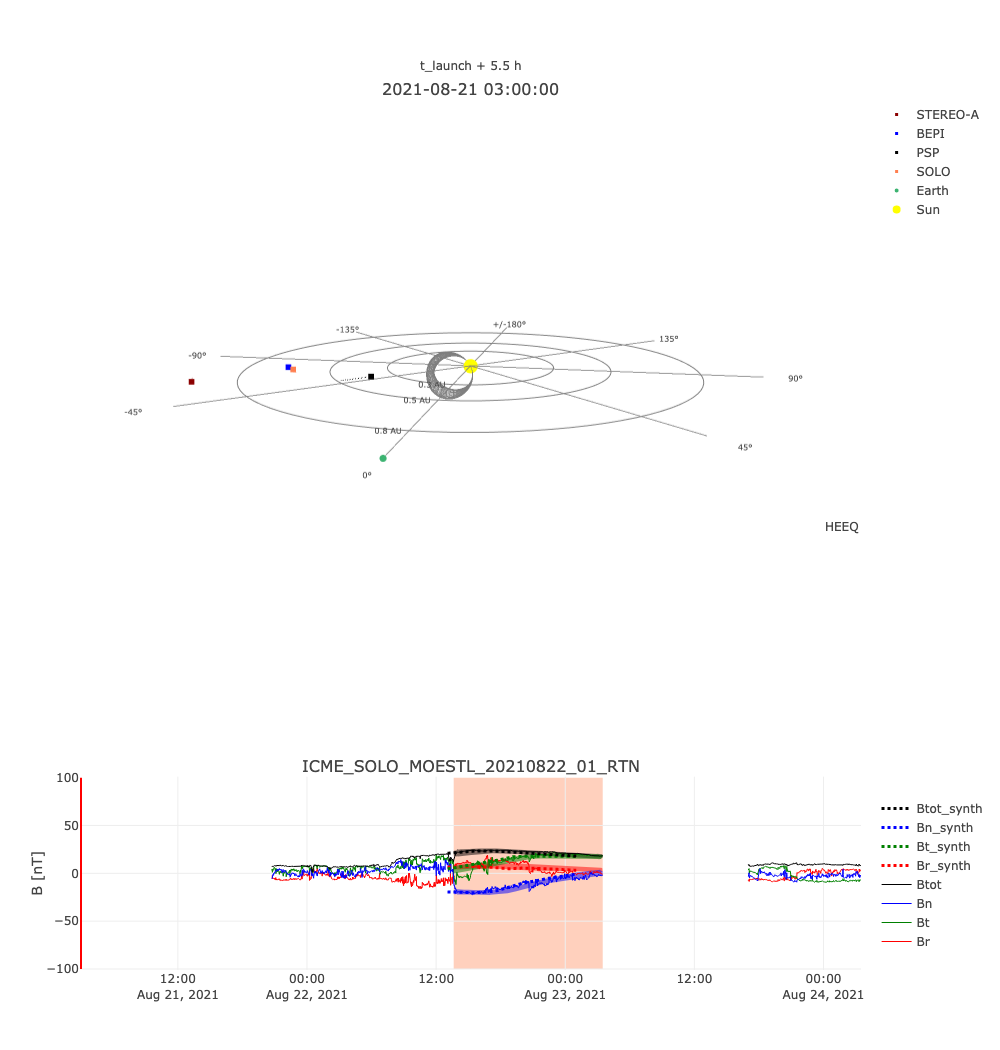 t_launch + 5.5 h
2021-08-21 03:00:00
STEREO-A
BEPI
PSP
SOLO
Earth
Sun
+/-180°
-135°
135°
-90°
90°
0.3 AU
0.5 AU
-45°
0.8 AU
45°
0°
HEEQ
ICME_SOLO_MOESTL_20210822_01_RTN
B [nT]
100
50
0
−50
−100
12:00
Aug 21, 2021
00:00
Aug 22, 2021
12:00
00:00
Aug 23, 2021
12:00
00:00
Aug 24, 2021
Btot_synth
Bn_synth
Bt_synth
Br_synth
Btot
Bn
Bt
Br